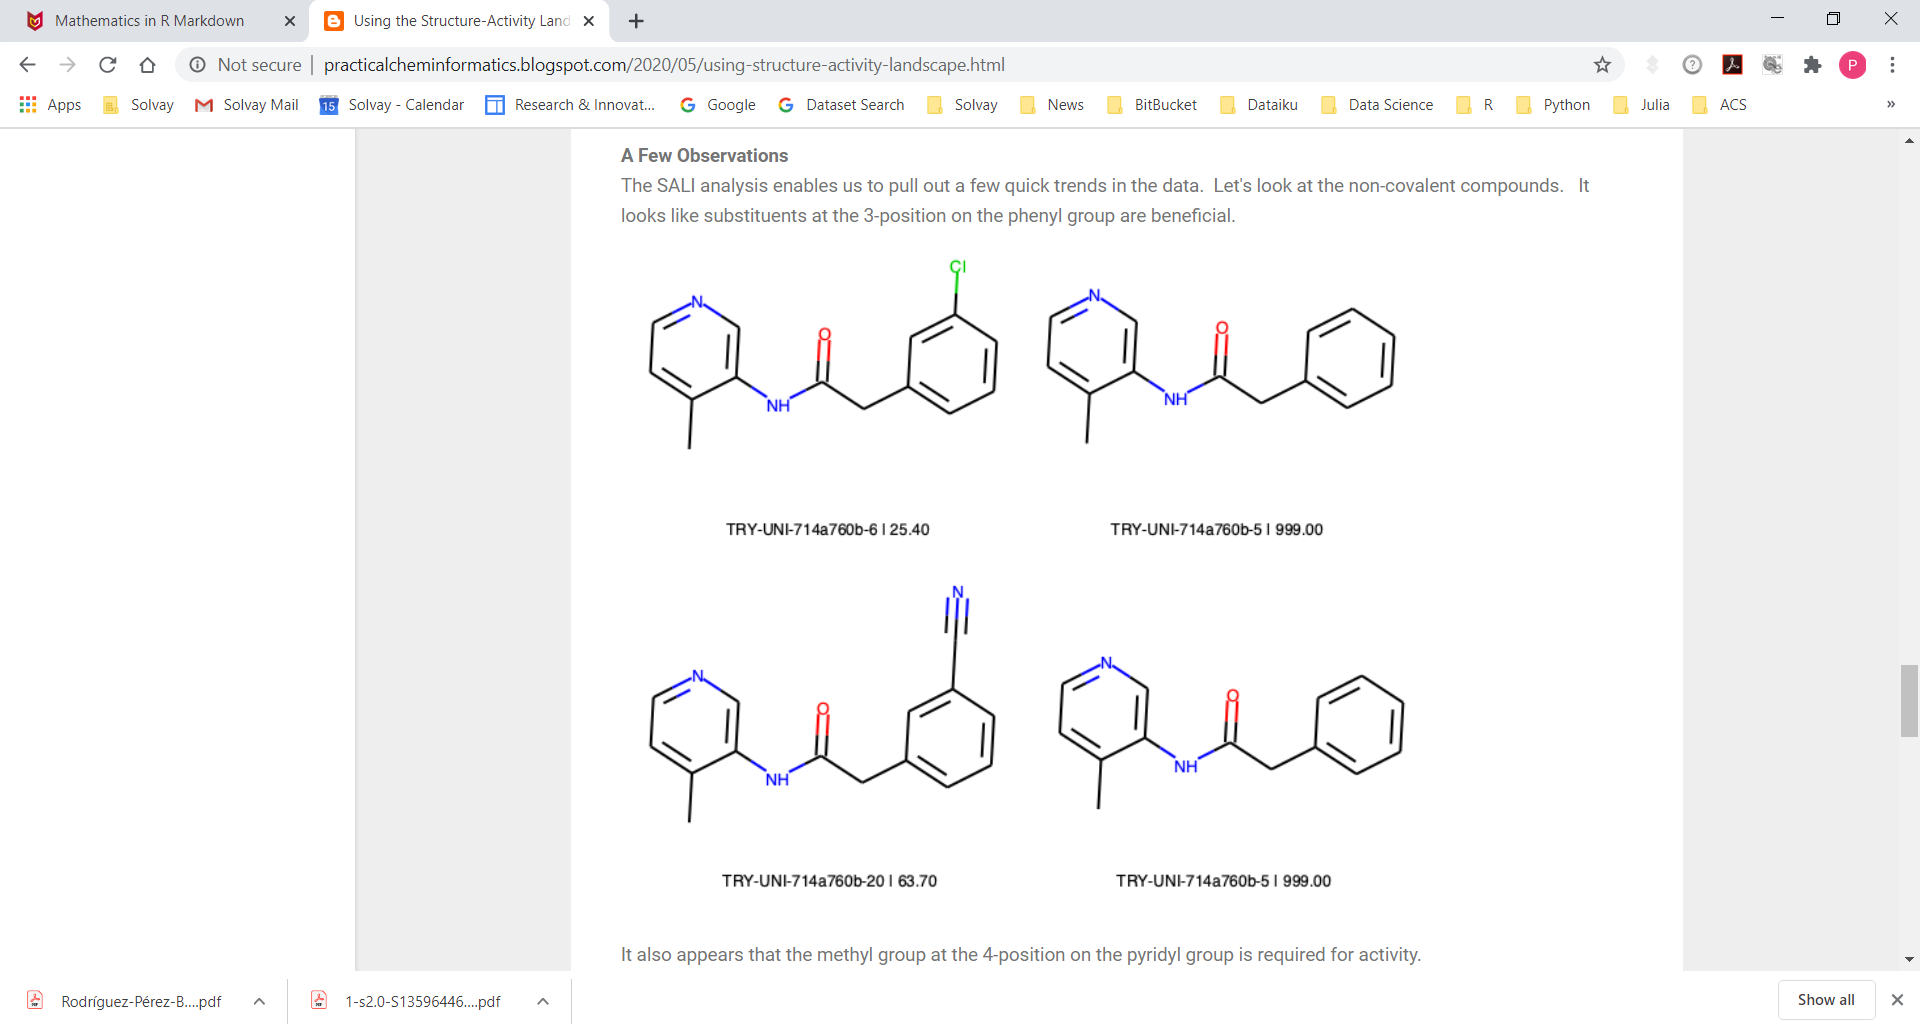 Mathematics in R Markdown
Using the Structure-Activity Land
Not secure | practicalcheminformatics.blogspot.com/2020/05/using-structure-activity-landscape.html
P
Apps Solvay Solvay Mail 15 Solvay - Calendar Research & Innovat... Google Dataset Search Solvay News BitBucket Dataiku Data Science R Python Julia ACS »
A Few Observations
The SALI analysis enables us to pull out a few quick trends in the data. Let's look at the non-covalent compounds. It
looks like substituents at the 3-position on the phenyl group are beneficial.
Cl
N O NH
N O NH
TRY-UNI-714a760b-6 | 25.40 TRY-UNI-714a760b-5 | 999.00
N
N O NH
N O NH
TRY-UNI-714a760b-20 | 63.70 TRY-UNI-714a760b-5 | 999.00
It also appears that the methyl group at the 4-position on the pyridyl group is required for activity.
Rodríguez-Pérez-B....pdf 1-s2.0-S13596446....pdf Show all